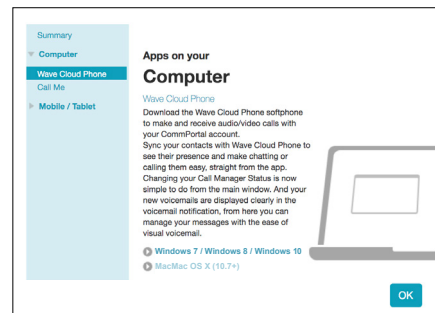 Summary
Computer
Wave Cloud Phone
Call Me
Mobile / Tablet
Apps on your
Computer
Wave Cloud Phone
Download the Wave Cloud Phone softphone
to make and receive audio/video calls with
your CommPortal account.
Sync your contacts with Wave Cloud Phone to
see their presence and make chatting or
calling them easy, straight from the app.
Changing your Call Manager Status is now
simple to do from the main window. And your
new voicemails are displayed clearly in the
voicemail notification, from here you can
manage your messages with the ease of
visual voicemail.
Windows 7 / Windows 8 / Windows 10
MacMac OS X (10.7+)
OK